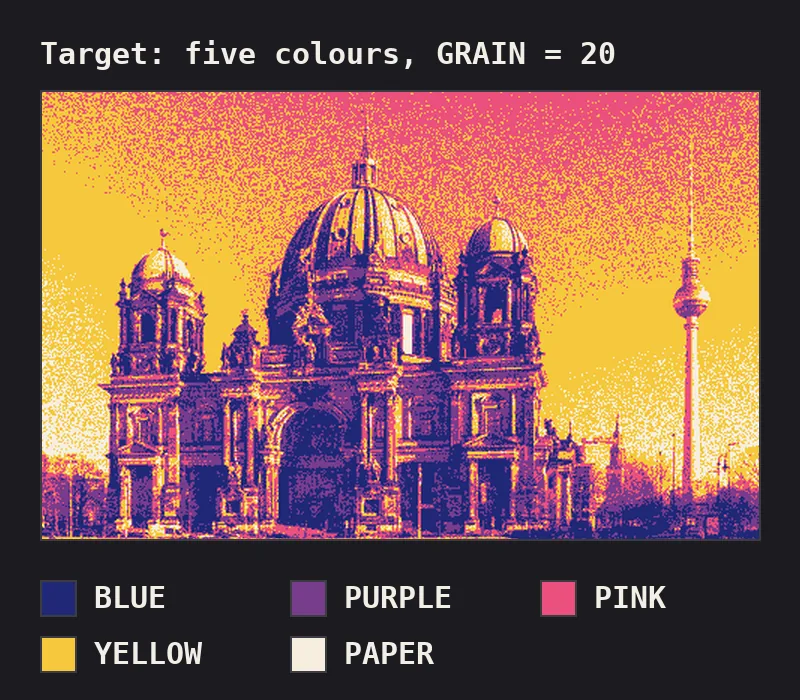 Target: five colours, GRAIN = 20
BLUE
PURPLE
PINK
YELLOW
PAPER